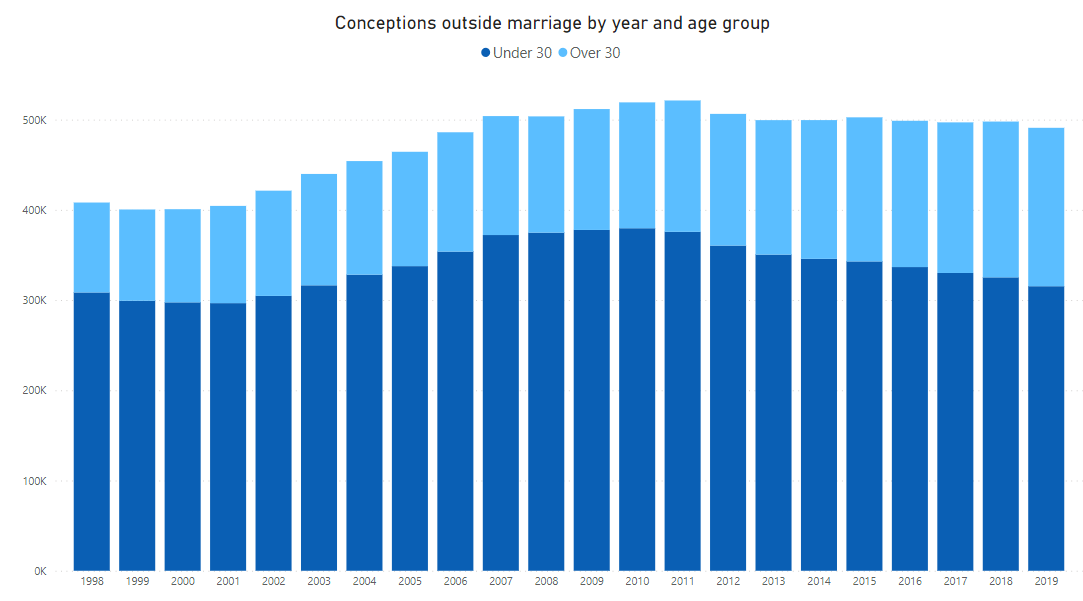 Conceptions outside marriage by year and age group
Under 30 Over 30
500K
400K
300K
200K
100K
0K
1998 1999 2000 2001 2002 2003 2004 2005 2006 2007 2008 2009 2010 2011 2012 2013 2014 2015 2016 2017 2018 2019